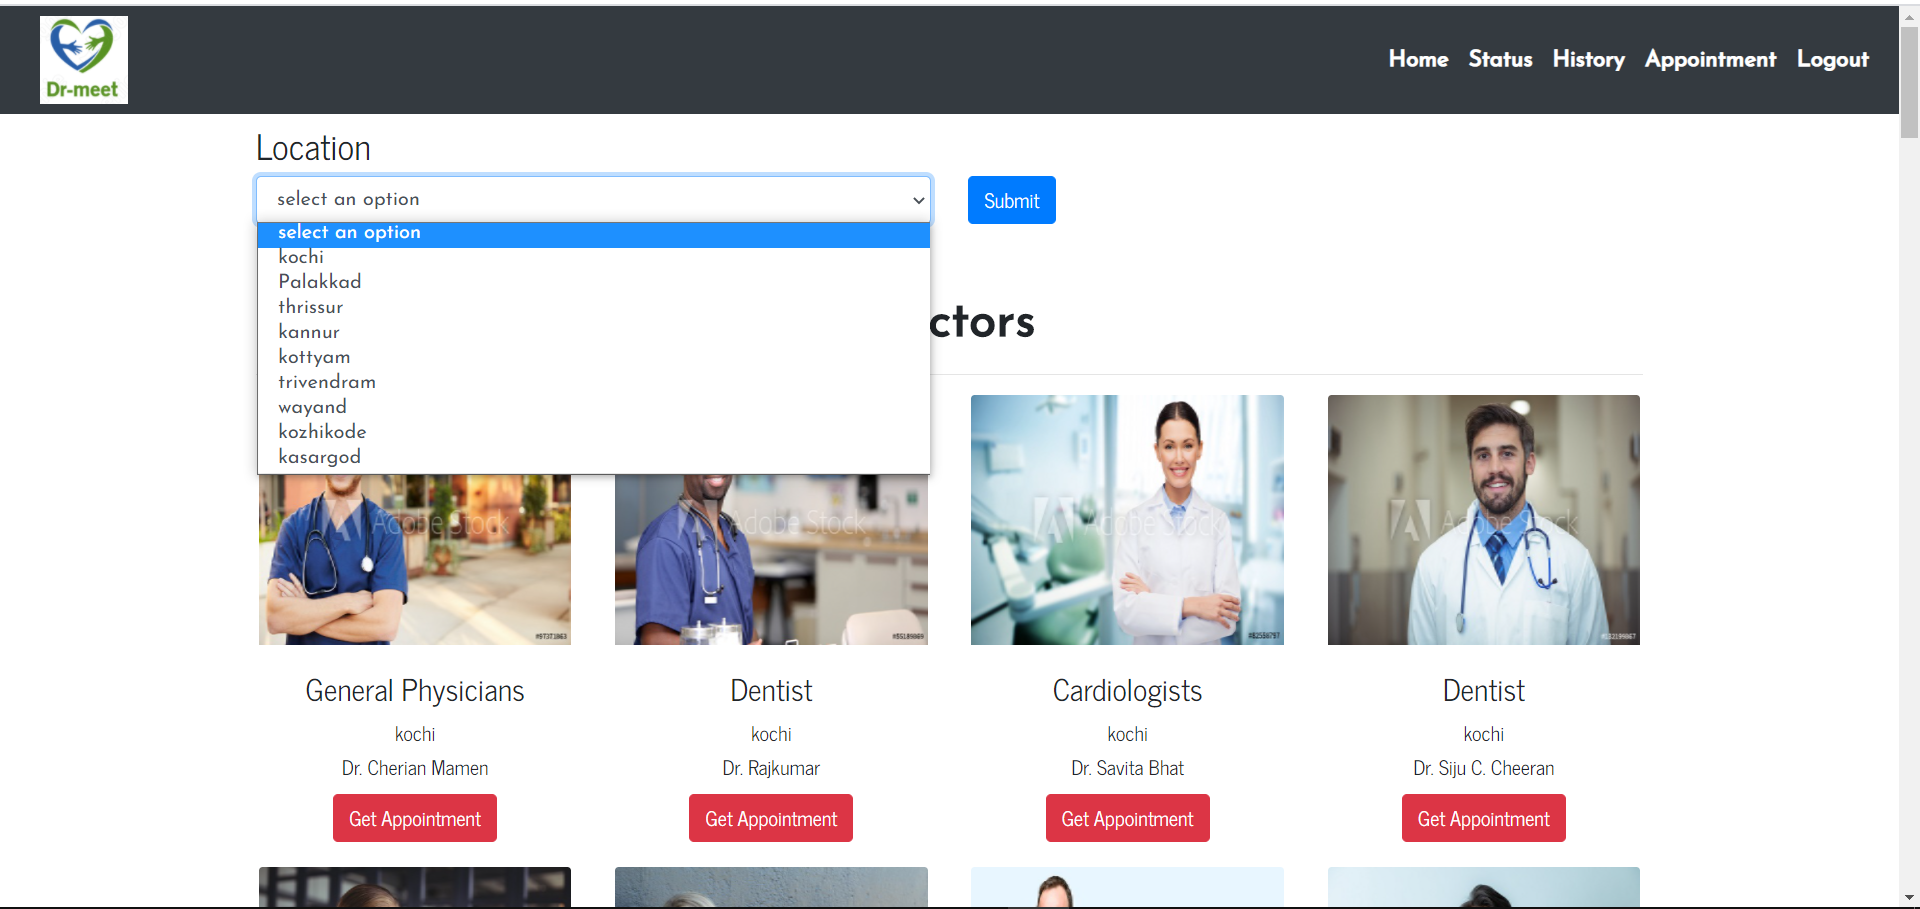 Dr-meet
Home Status History Appointment Logout
Location
select an option
Submit
select an option
kochi
Palakkad
thrissur
kannur
kottyam
trivendram
wayand
kozhikode
kasargod
ctors
Adobe Stock
Adobe Stock
Adobe Stock
Adobe Stock
General Physicians
kochi
Dr. Cherian Mamen
Get Appointment
Dentist
kochi
Dr. Rajkumar
Get Appointment
Cardiologists
kochi
Dr. Savita Bhat
Get Appointment
Dentist
kochi
Dr. Siju C. Cheeran
Get Appointment